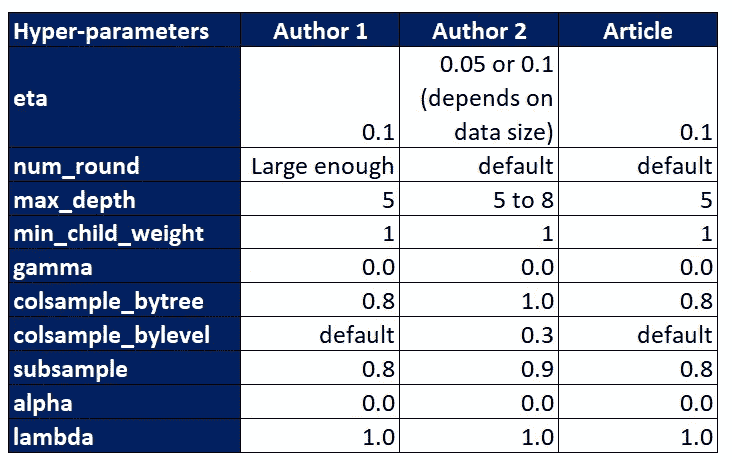 Hyper-parameters Author 1 Author 2 Article
eta 0.1 0.05 or 0.1 (depends on data size) 0.1
num_round Large enough default default
max_depth 5 5 to 8 5
min_child_weight 1 1 1
gamma 0.0 0.0 0.0
colsample_bytree 0.8 1.0 0.8
colsample_bylevel default 0.3 default
subsample 0.8 0.9 0.8
alpha 0.0 0.0 0.0
lambda 1.0 1.0 1.0